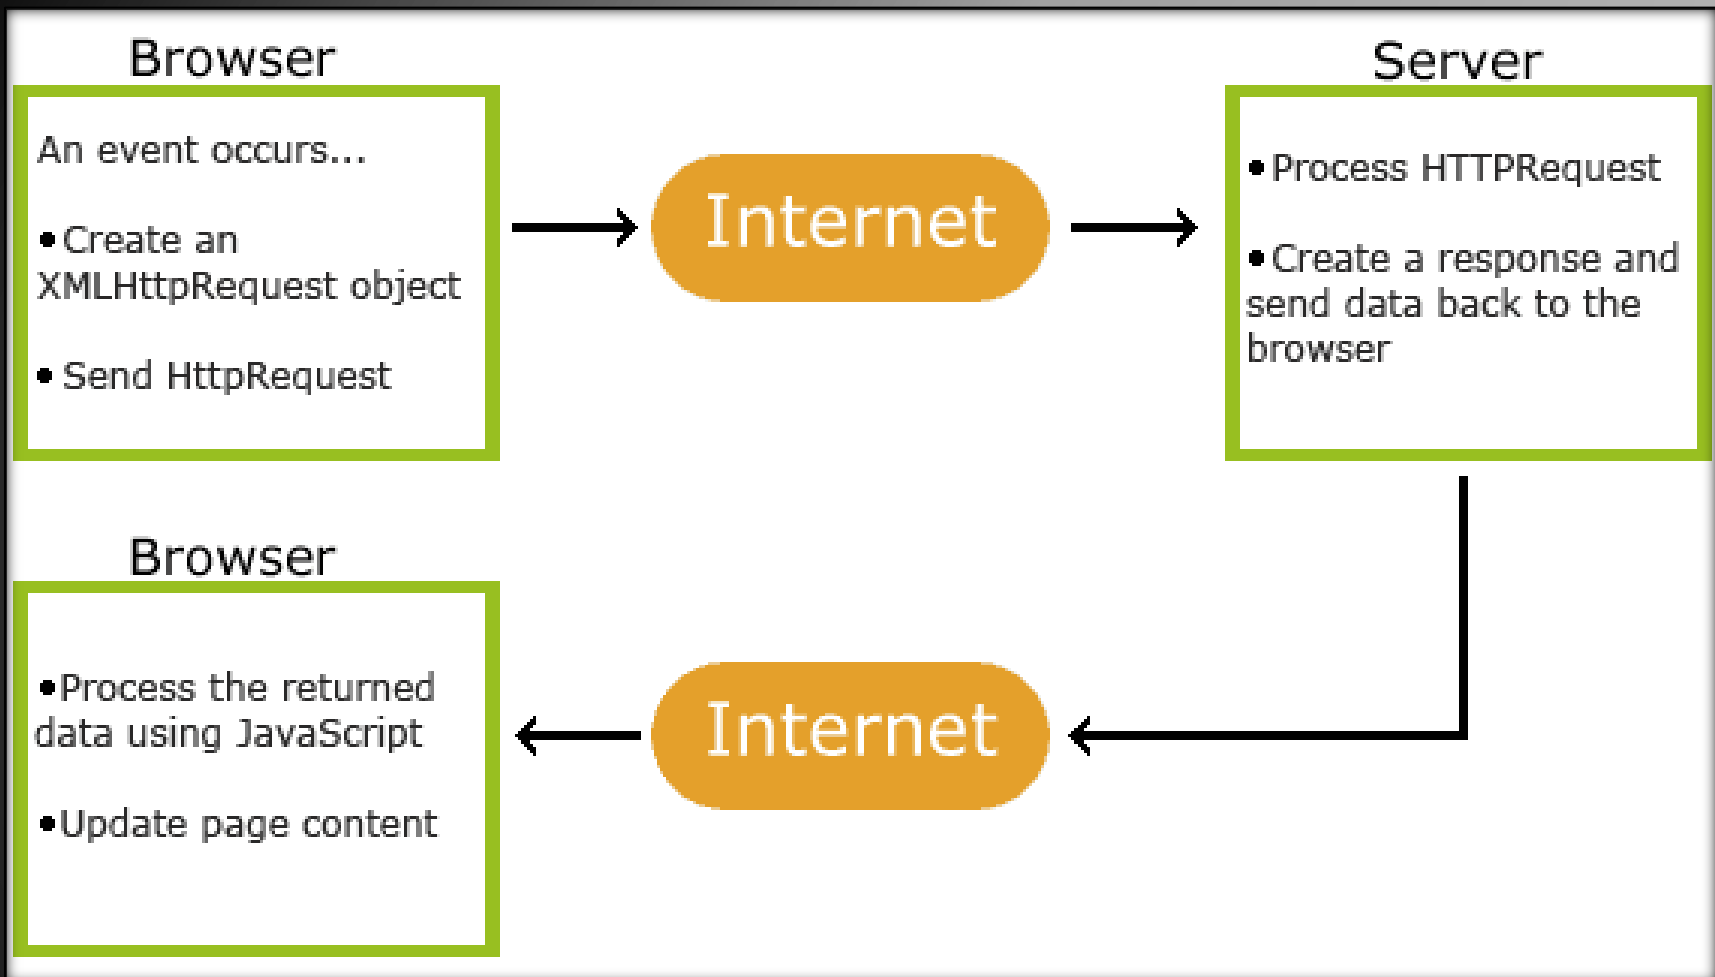 Browser
An event occurs...
•Create an
XMLHttpRequest object
• Send HttpRequest
Internet
Server
•Process HTTPRequest
•Create a response and
send data back to the
browser
Browser
•Process the returned
data using JavaScript
•Update page content
Internet